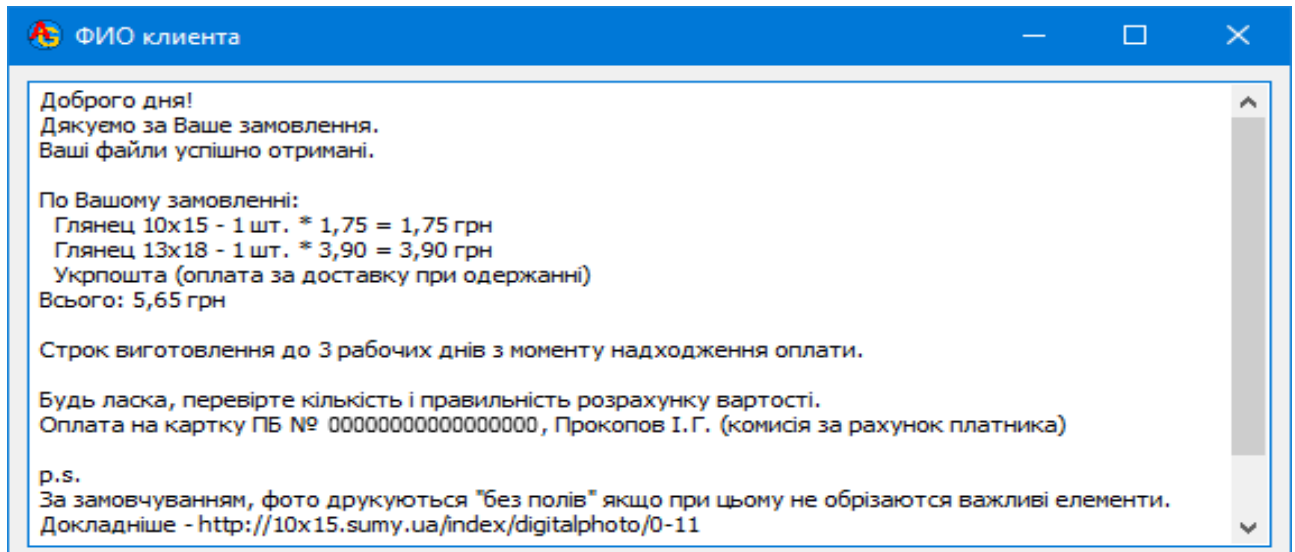 ФИО клиента
Доброго дня!
Дякуємо за Ваше замовлення.
Ваші файли успішно отримані.
По Вашому замовленні:
Глянец 10x15 - 1 шт. * 1,75 = 1,75 грн
Глянец 13x18 - 1 шт. * 3,90 = 3,90 грн
Укрпошта (оплата за доставку при одержанні)
Всього: 5,65 грн
Строк виготовлення до 3 рабочих днів з моменту надходження оплати.
Будь ласка, перевірте кількість і правильність розрахунку вартості.
Оплата на картку ПБ № 00000000000000000, Прокопов І.Г. (комисія за рахунок платника)
p.s.
За замовчуванням, фото друкуються "без полів" якщо при цьому не обрізаются важливі елементи.
Докладніше - http://10x15.sumy.ua/index/digitalphoto/0-11